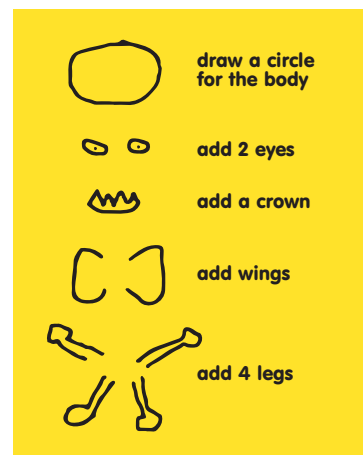 draw a circle
for the body
add 2 eyes
add a crown
add wings
add 4 legs